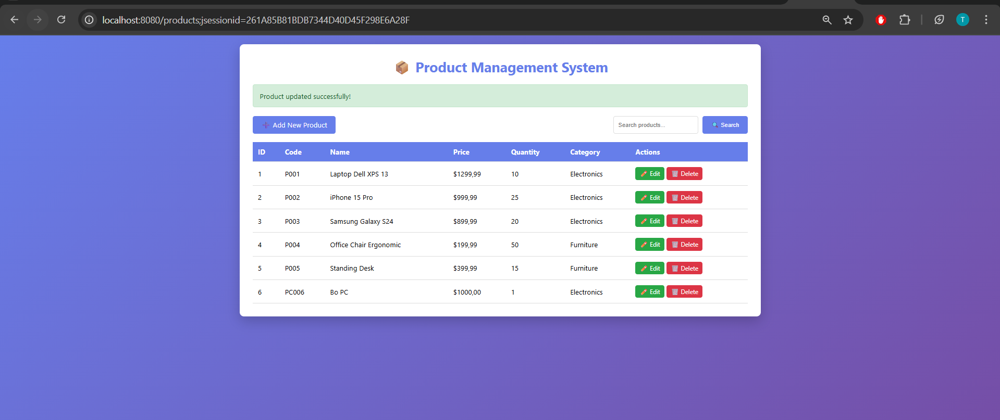 localhost:8080/products;jsessionid=261A85B81BDB7344D40D45F298E6A28F
T
Product Management System
Product updated successfully!
Add New Product
Search products...
Search
ID Code Name Price Quantity Category Actions
1 P001 Laptop Dell XPS 13 $1299,99 10 Electronics Edit Delete
2 P002 iPhone 15 Pro $999,99 25 Electronics Edit Delete
3 P003 Samsung Galaxy S24 $899,99 20 Electronics Edit Delete
4 P004 Office Chair Ergonomic $199,99 50 Furniture Edit Delete
5 P005 Standing Desk $399,99 15 Furniture Edit Delete
6 PC006 Bo PC $1000,00 1 Electronics Edit Delete